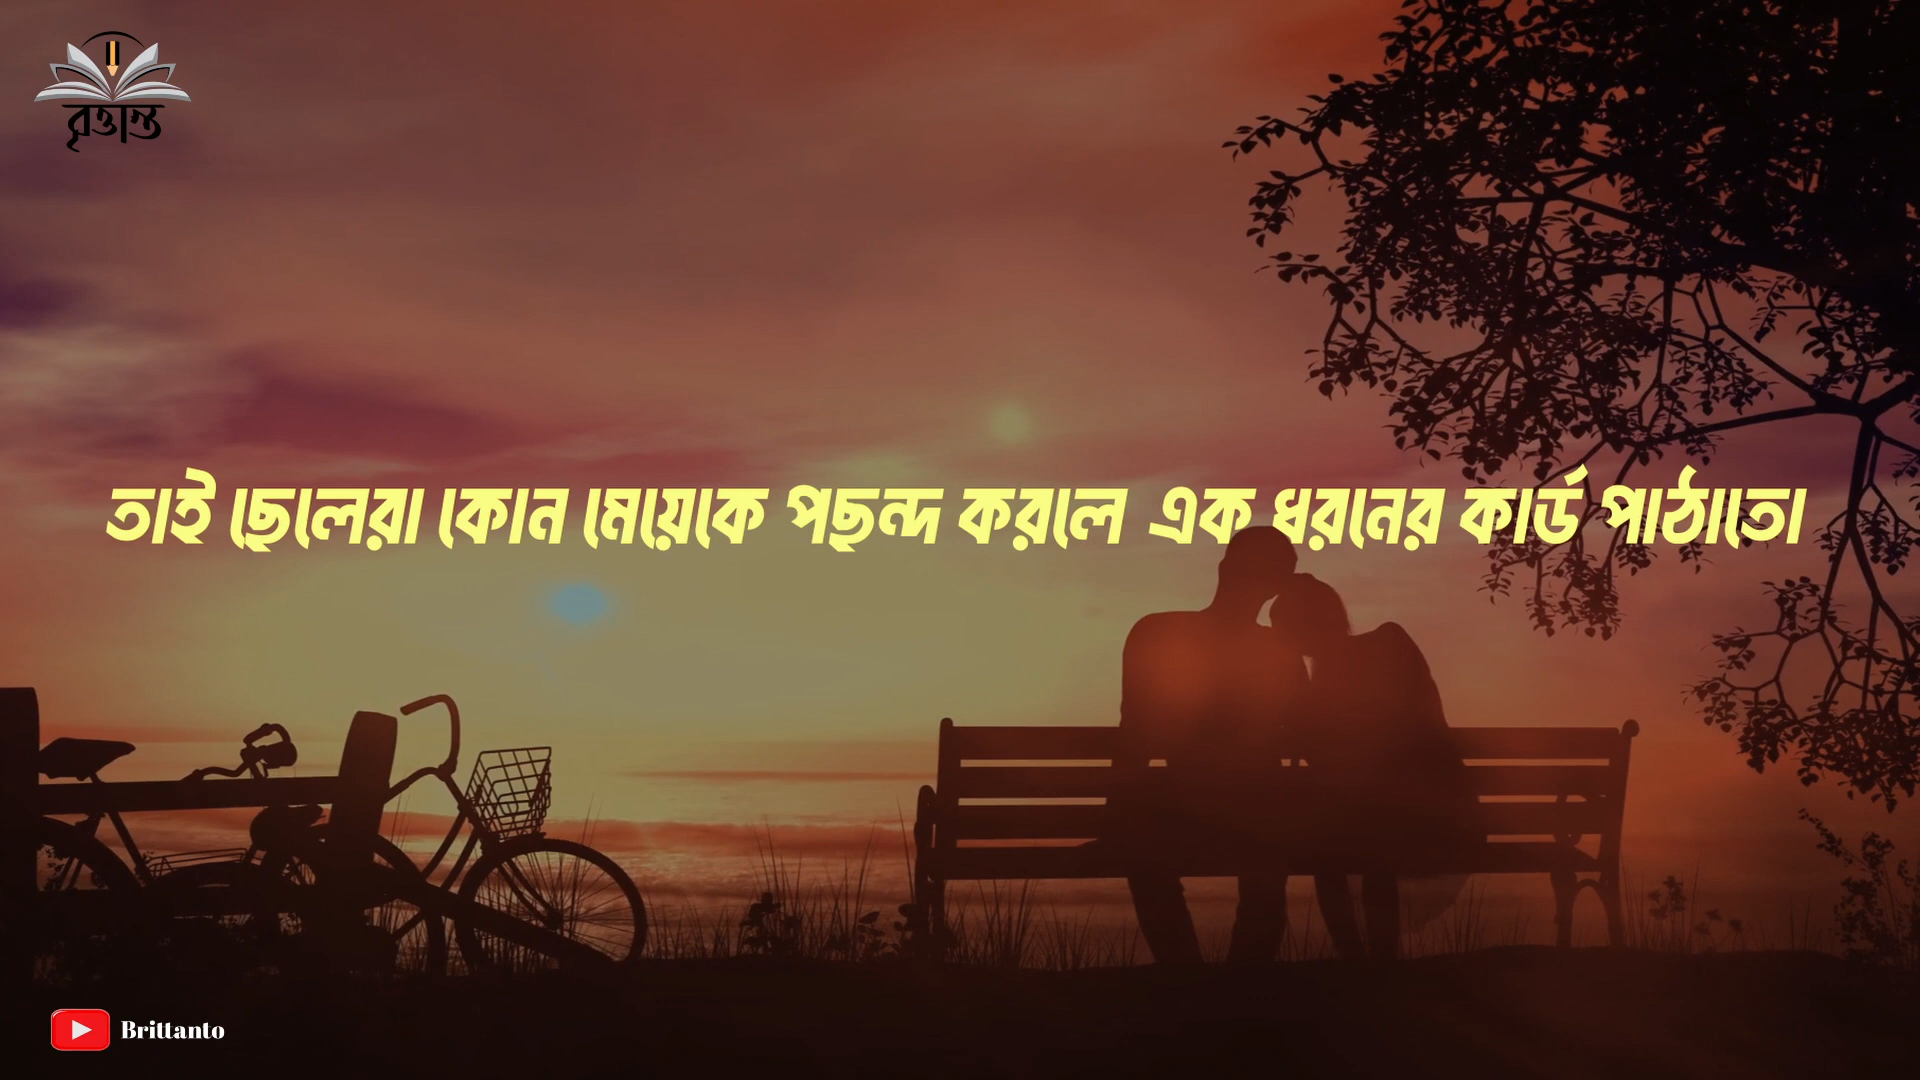 বৃত্তান্ত
তাই ছেলেরা কোন মেয়েকে পছন্দ করলে এক ধরনের কার্ড পাঠাতো
Brittanto